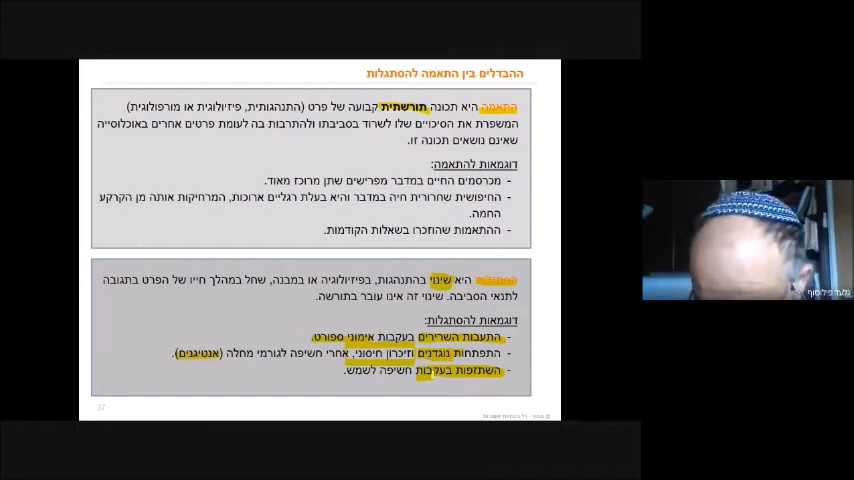 ההבדלים בין התאמה להסתגלות
התאמה היא תכונה תורשתית קבועה של פרט (התנהגותית, פיזיולוגית או מורפולוגית)
המשפרת את הסיכויים שלו לשרוד בסביבתו ולהתרבות בה לעומת פרטים אחרים באוכלוסייה
שאינם נושאים תכונה זו.
דוגמאות להתאמה:
- מכרסמים החיים במדבר מפרישים שתן מרוכז מאוד.
- החיפושית שחרורית חיה במדבר והיא בעלת רגליים ארוכות, המרחיקות אותה מן הקרקע
החמה.
- ההתאמות שהוזכרו בשאלות הקודמות.
הסתגלות היא שינוי בהתנהגות, בפיזיולוגיה או במבנה, שחל במהלך חייו של הפרט בתגובה
לתנאי הסביבה. שינוי זה אינו עובר בתורשה.
דוגמאות להסתגלות:
- התעבות השרירים בעקבות אימוני ספורט.
- התפתחות נוגדנים וזיכרון חיסוני, אחרי חשיפה לגורמי מחלה (אנטיגנים).
- השתזפות בעקבות חשיפה לשמש.
37
גלעד פילוסוף